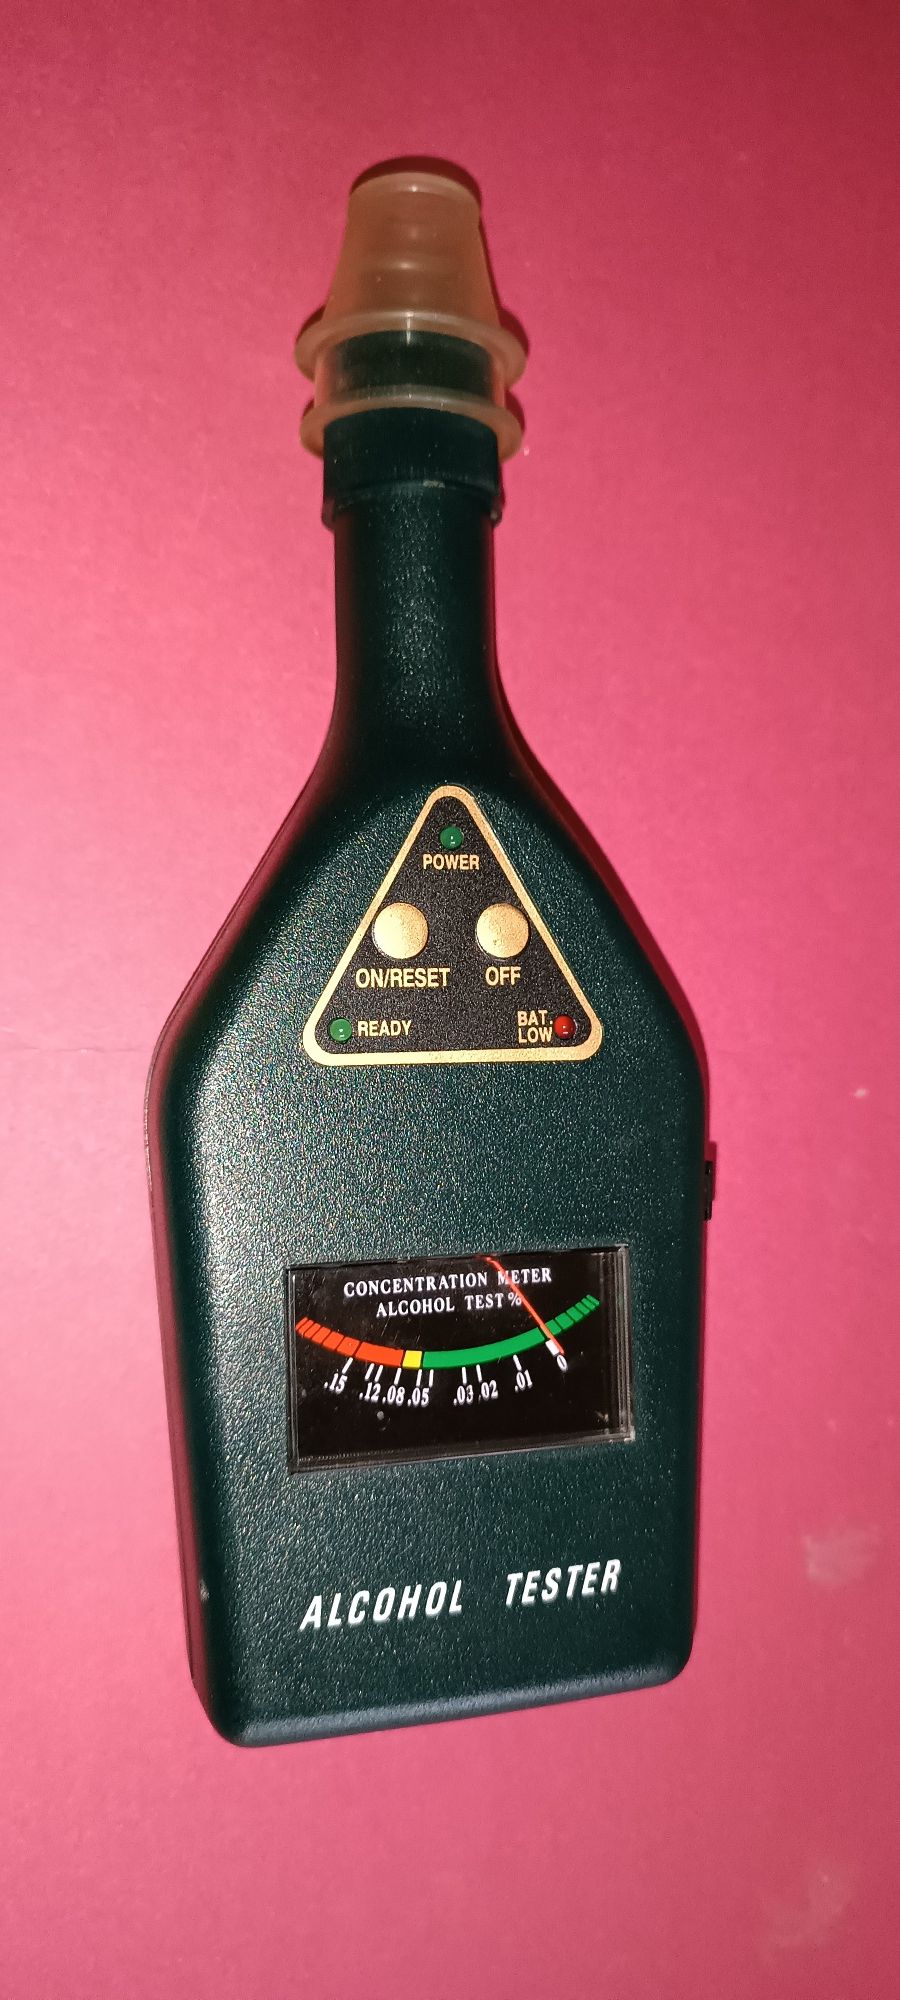 POWER
ON/RESET OFF
READY BAT. LOW
CONCENTRATION METER
ALCOHOL TEST %
.15 .12 .08 .05 .03 .02 .01 0
ALCOHOL TESTER